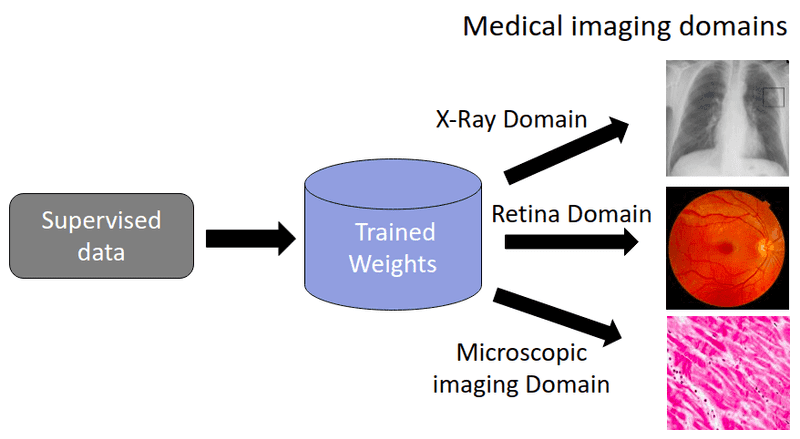 Medical imaging domains
X-Ray Domain
Supervised
data
Trained
Weights
Retina Domain
Microscopic
imaging Domain